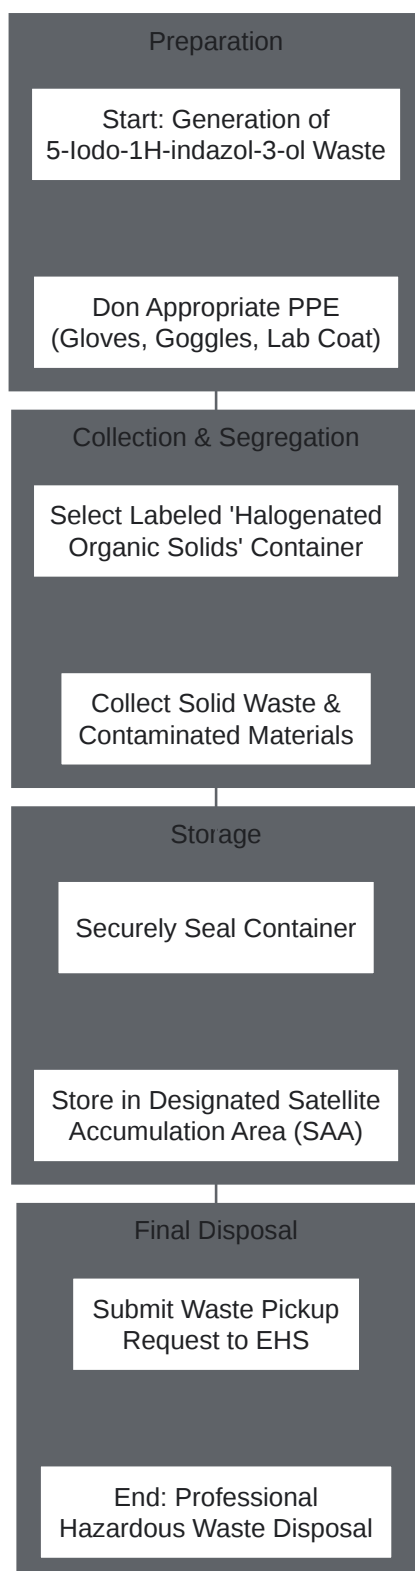 Preparation
Start: Generation of
5-Iodo-1H-indazol-3-ol Waste
Don Appropriate PPE
(Gloves, Goggles, Lab Coat)
Collection & Segregation
Select Labeled 'Halogenated
Organic Solids' Container
Collect Solid Waste &
Contaminated Materials
Storage
Securely Seal Container
Store in Designated Satellite
Accumulation Area (SAA)
Final Disposal
Submit Waste Pickup
Request to EHS
End: Professional
Hazardous Waste Disposal